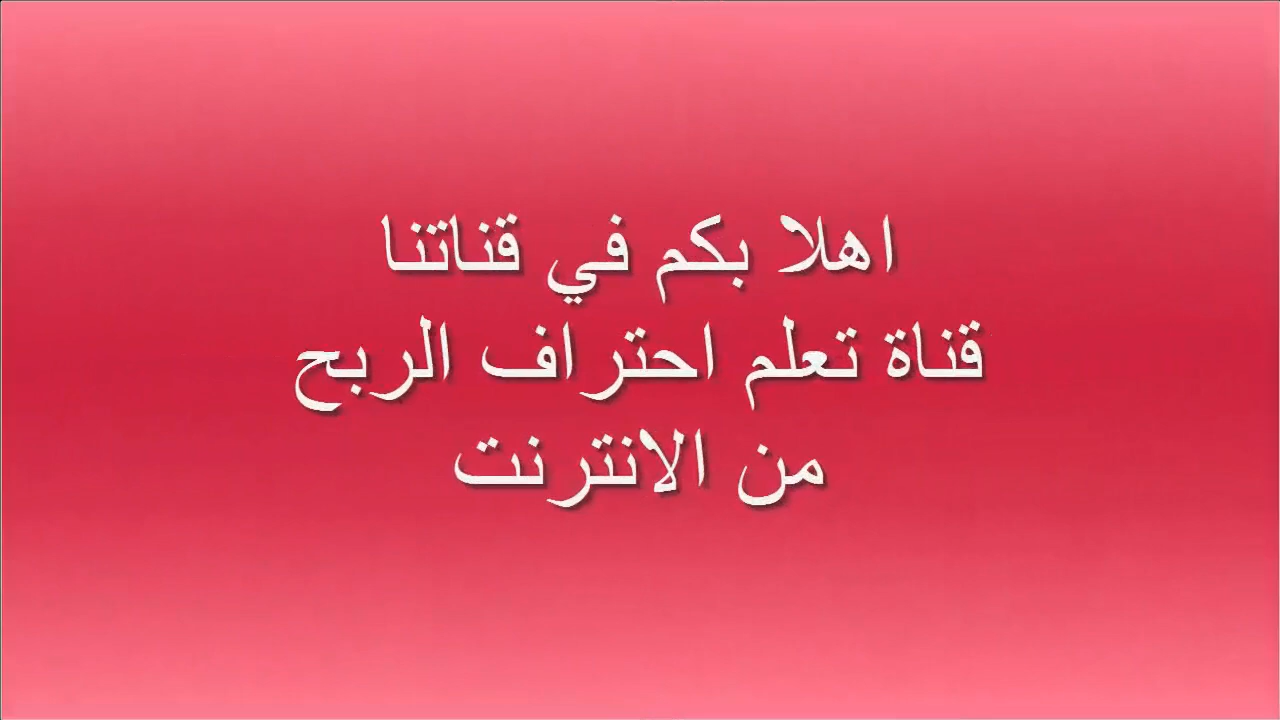 اهلا بكم في قناتنا
قناة تعلم احتراف الربح
من الانترنت